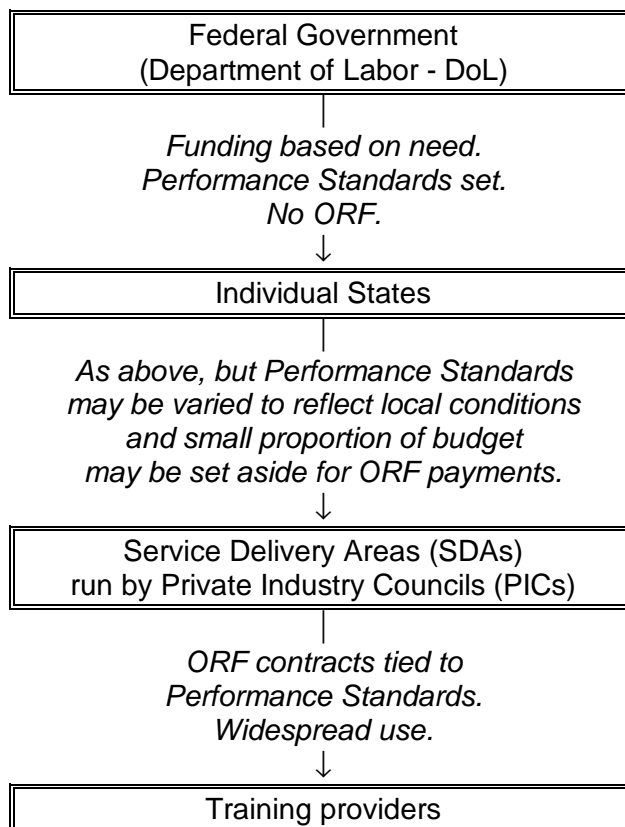 Federal Government
(Department of Labor - DoL)
Funding based on need.
Performance Standards set.
No ORF.
Individual States
As above, but Performance Standards
may be varied to reflect local conditions
and small proportion of budget
may be set aside for ORF payments.
Service Delivery Areas (SDAs)
run by Private Industry Councils (PICs)
ORF contracts tied to
Performance Standards.
Widespread use.
Training providers